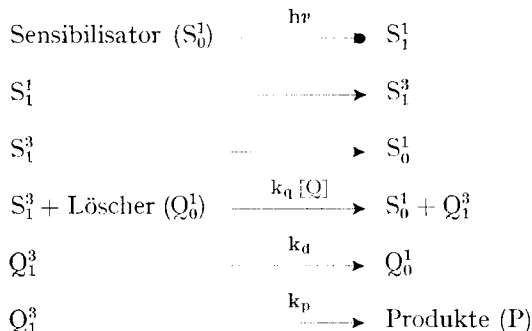 Sensibilisator (S₀¹) hν S₁¹
S₁¹ S₁³
S₁³ S₀¹
S₁³ + Löscher (Q₀¹) k_q [Q] S₀¹ + Q₁³
Q₁³ k_d Q₀¹
Q₁³ k_p Produkte (P)